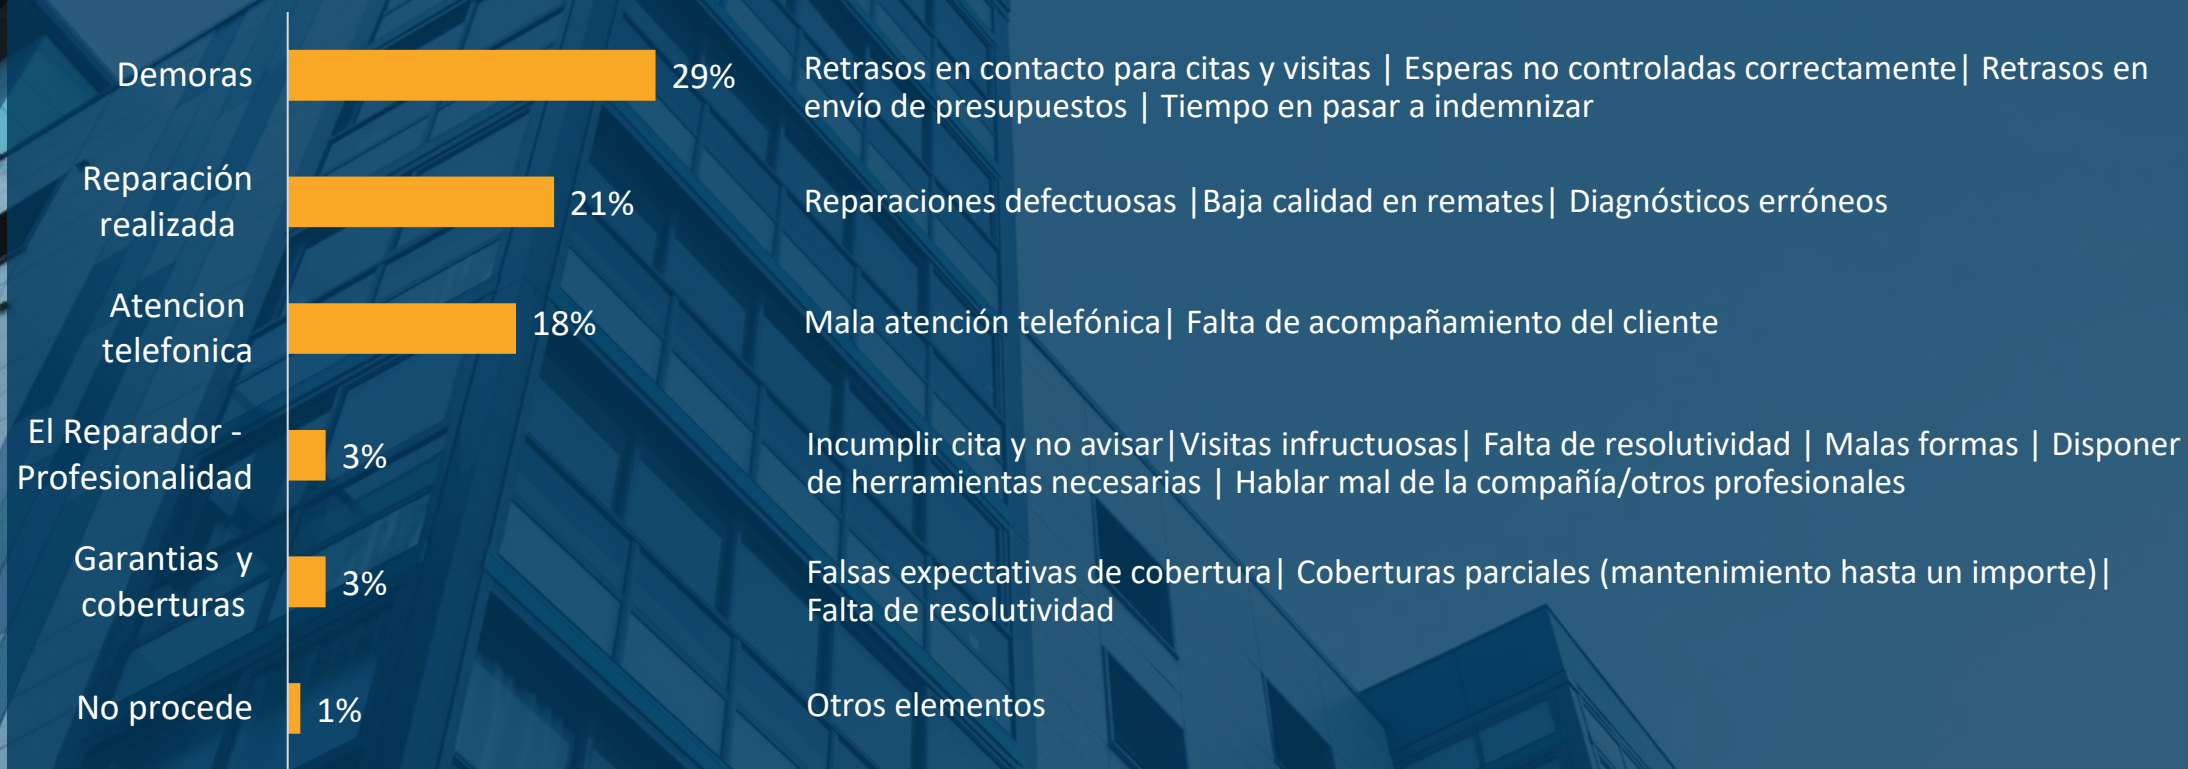 Demoras
29%
Retrasos en contacto para citas y visitas | Esperas no controladas correctamente| Retrasos en
envío de presupuestos | Tiempo en pasar a indemnizar
Reparación
realizada
21%
Reparaciones defectuosas |Baja calidad en remates| Diagnósticos erróneos
Atencion
telefonica
18%
Mala atención telefónica| Falta de acompañamiento del cliente
El Reparador -
Profesionalidad
3%
Incumplir cita y no avisar|Visitas infructuosas| Falta de resolutividad | Malas formas | Disponer
de herramientas necesarias | Hablar mal de la compañía/otros profesionales
Garantias y
coberturas
3%
Falsas expectativas de cobertura| Coberturas parciales (mantenimiento hasta un importe)|
Falta de resolutividad
No procede
1%
Otros elementos